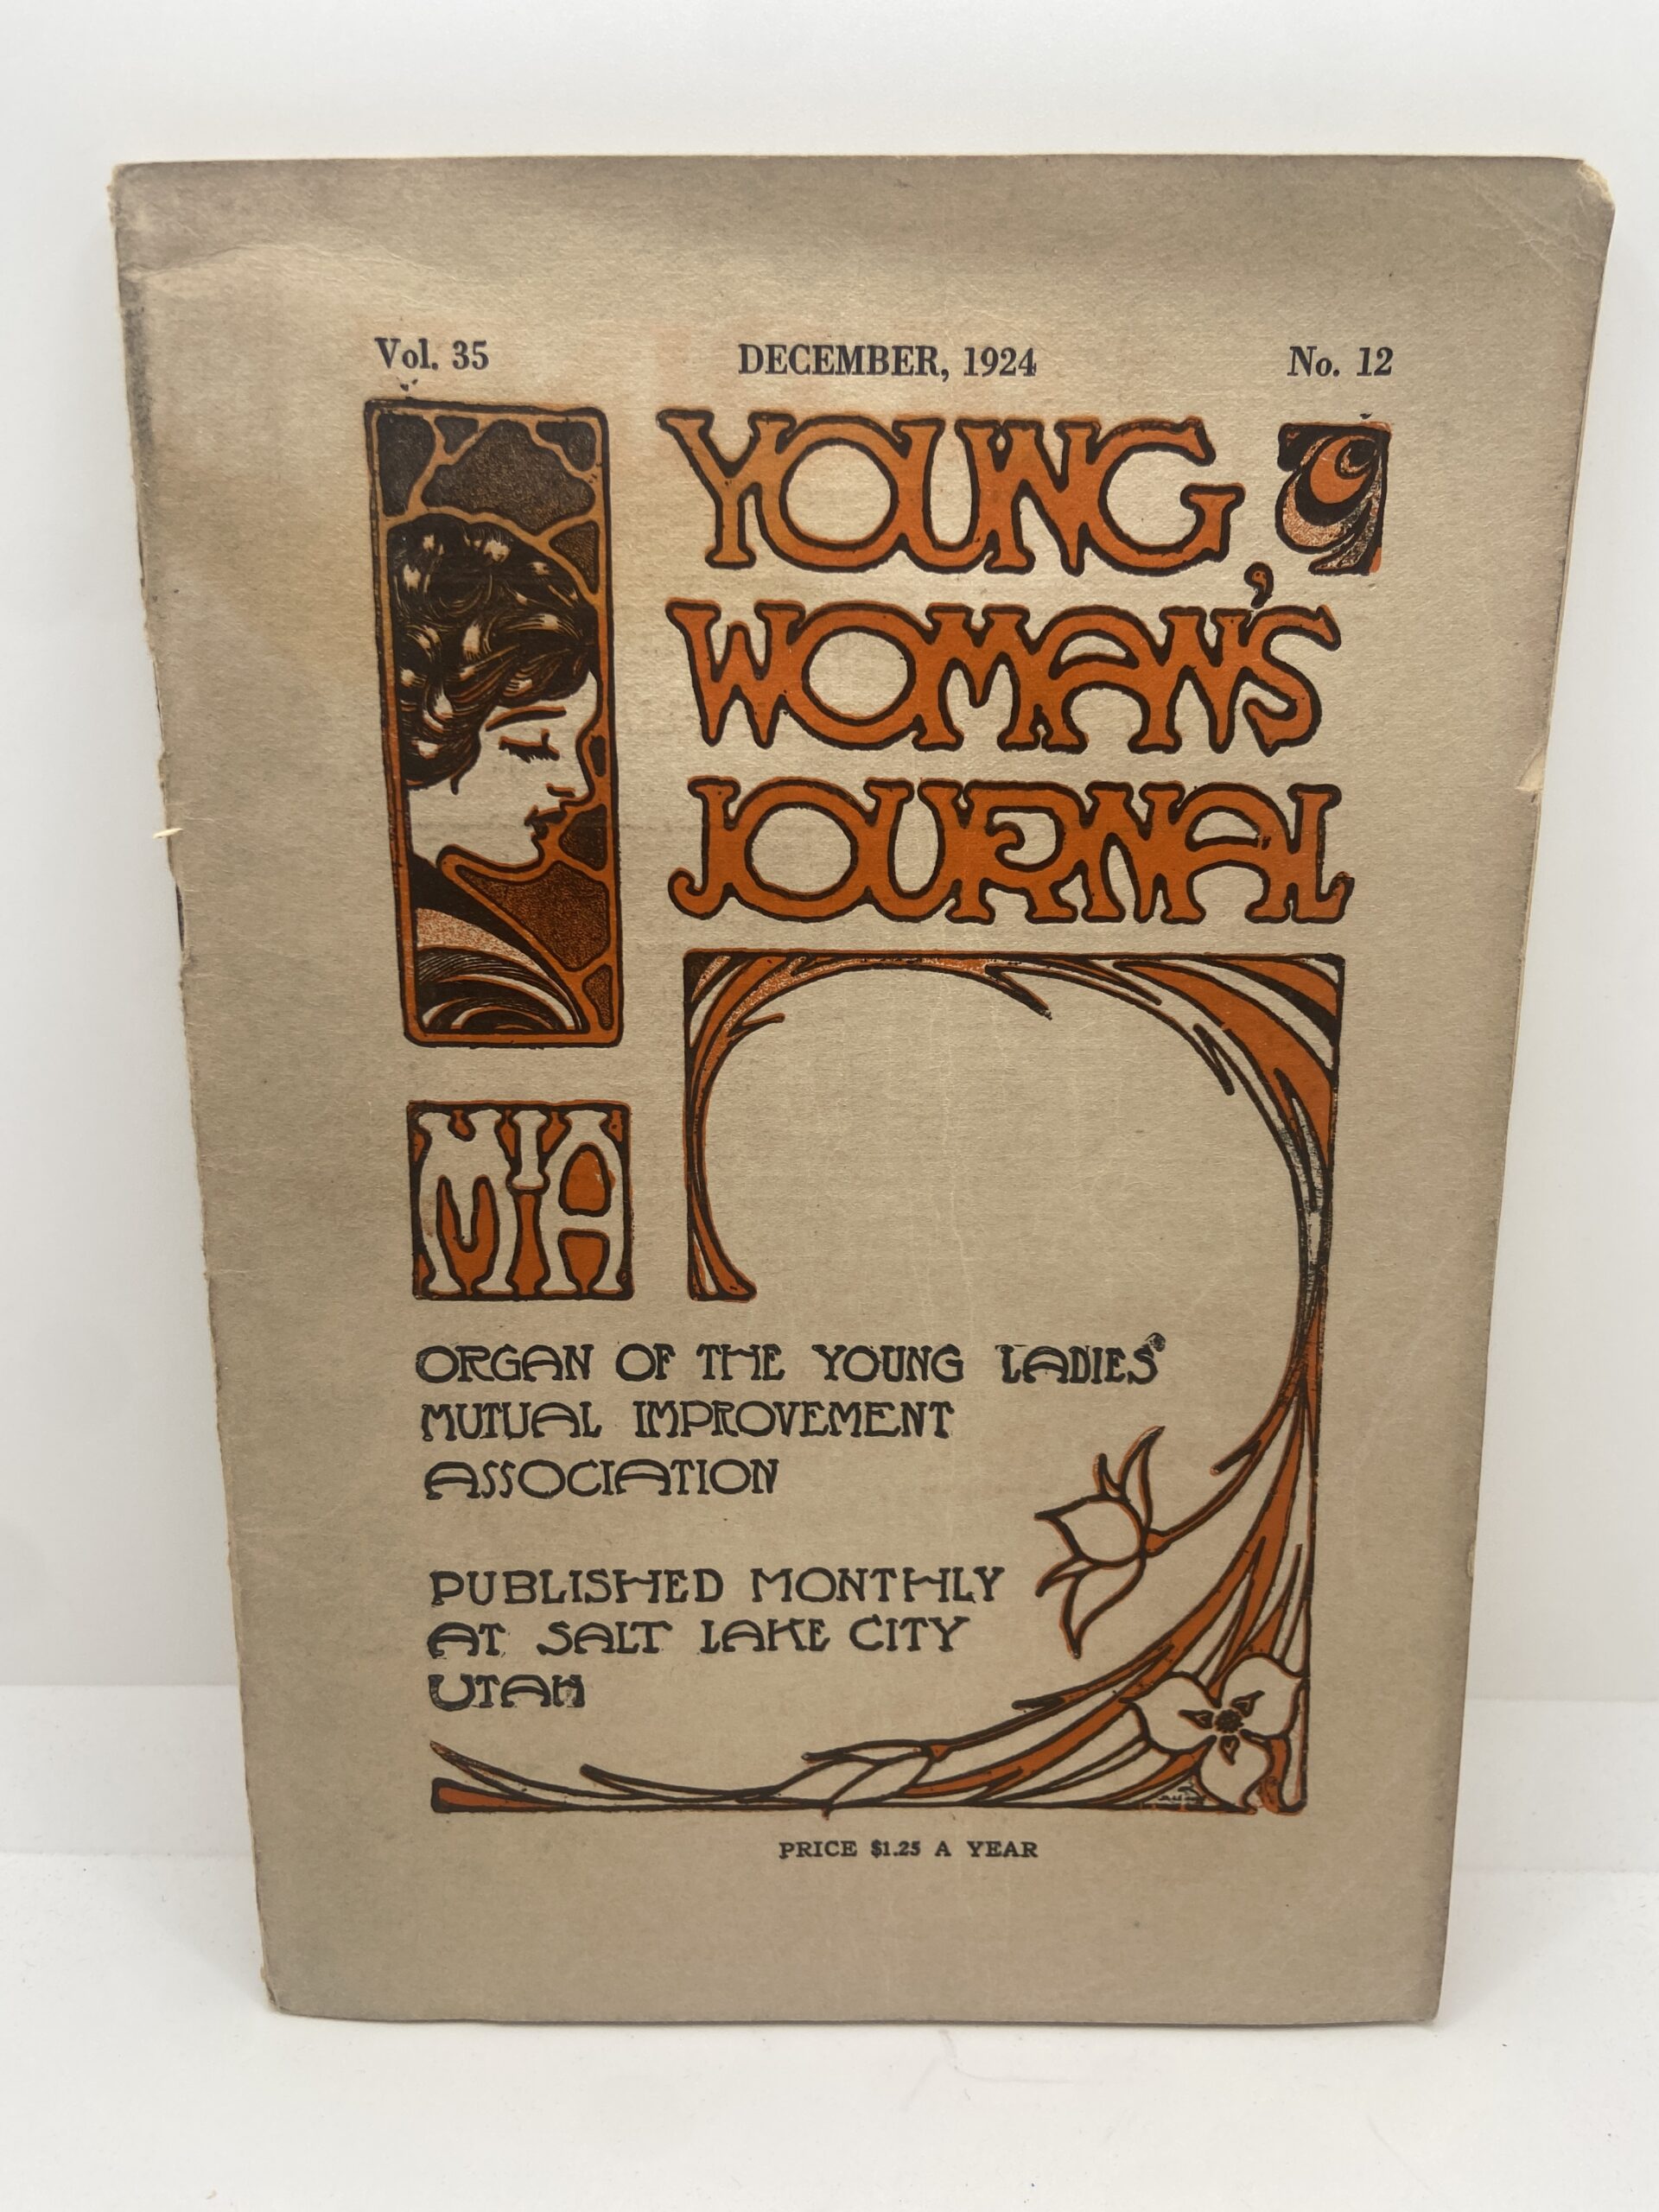 Vol. 35 DECEMBER, 1924 No. 12
YOUNG
WOMAN'S
JOURNAL
MIA
ORGAN OF THE YOUNG LADIES'
MUTUAL IMPROVEMENT
ASSOCIATION
PUBLISHED MONTHLY
AT SALT LAKE CITY
UTAH
PRICE $1.25 A YEAR